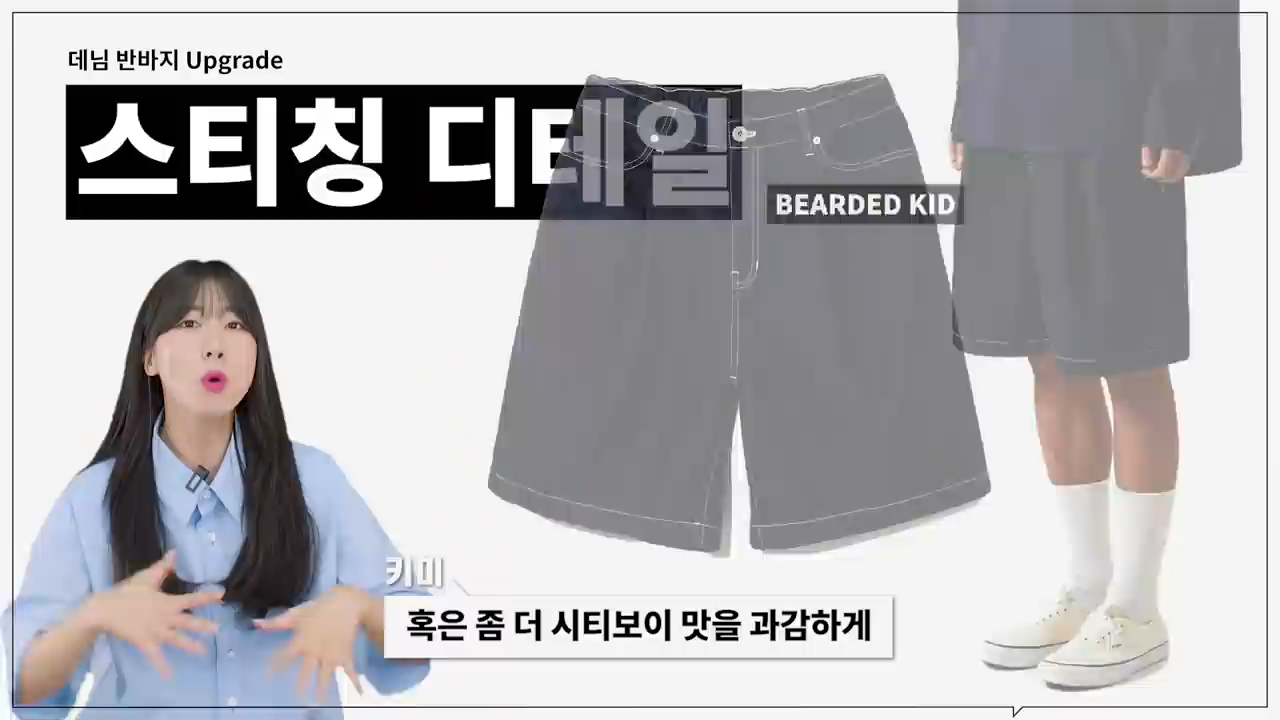 데님 반바지 Upgrade
스티칭 디테일
BEARDED KID
키미
혹은 좀 더 시티보이 맛을 과감하게